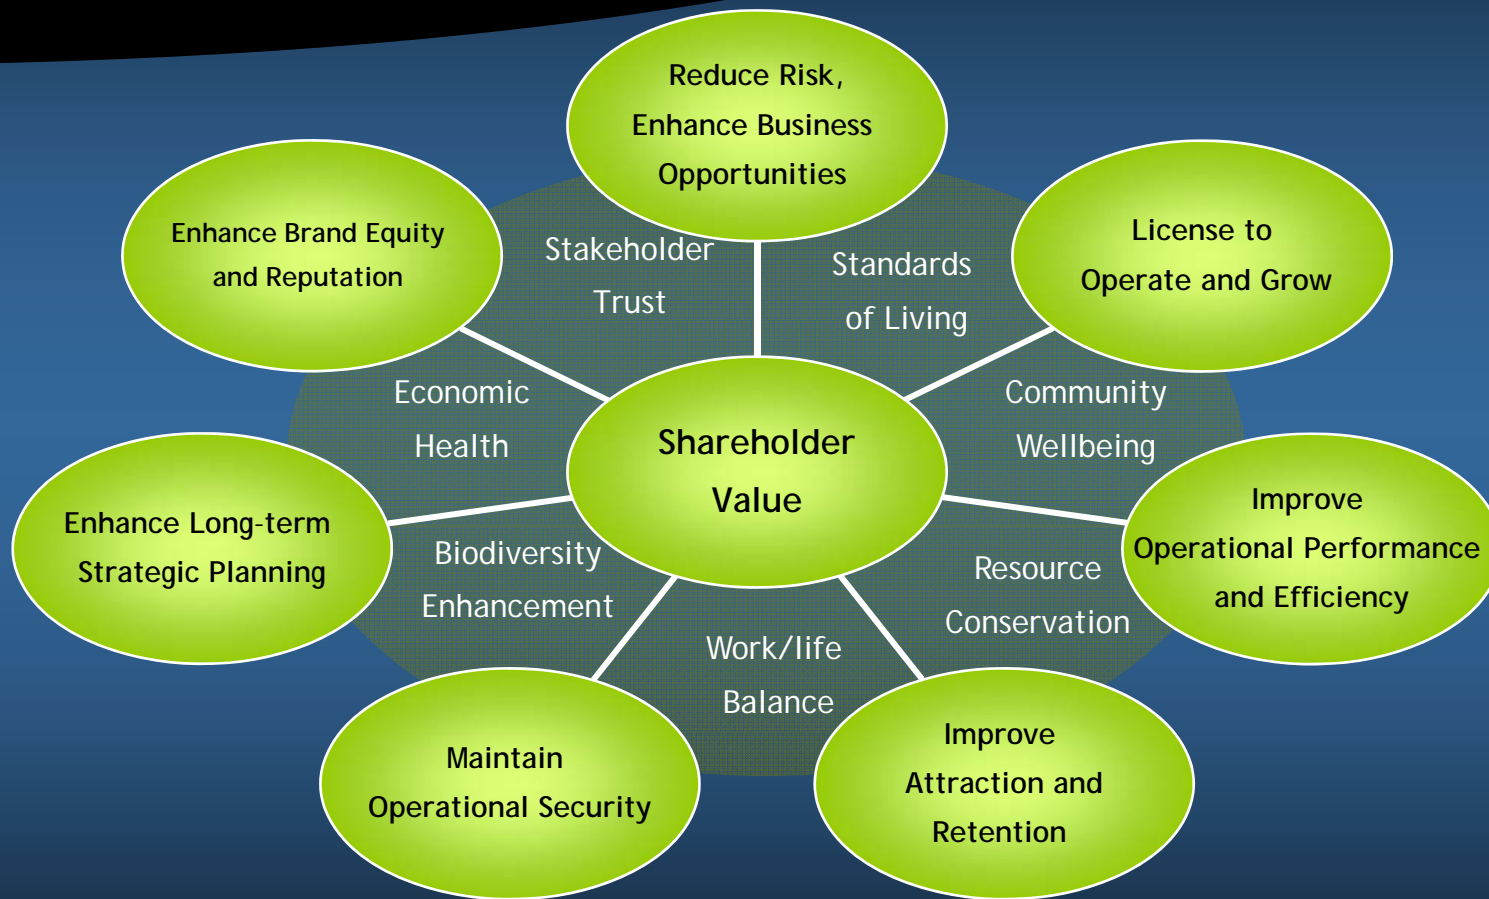 Reduce Risk,
Enhance Business
Opportunities
Enhance Brand Equity
and Reputation
Stakeholder
Trust
Standards
of Living
License to
Operate and Grow
Economic
Health
Shareholder
Value
Community
Wellbeing
Enhance Long-term
Strategic Planning
Biodiversity
Enhancement
Work/life
Balance
Resource
Conservation
Improve
Operational Performance
and Efficiency
Maintain
Operational Security
Improve
Attraction and
Retention